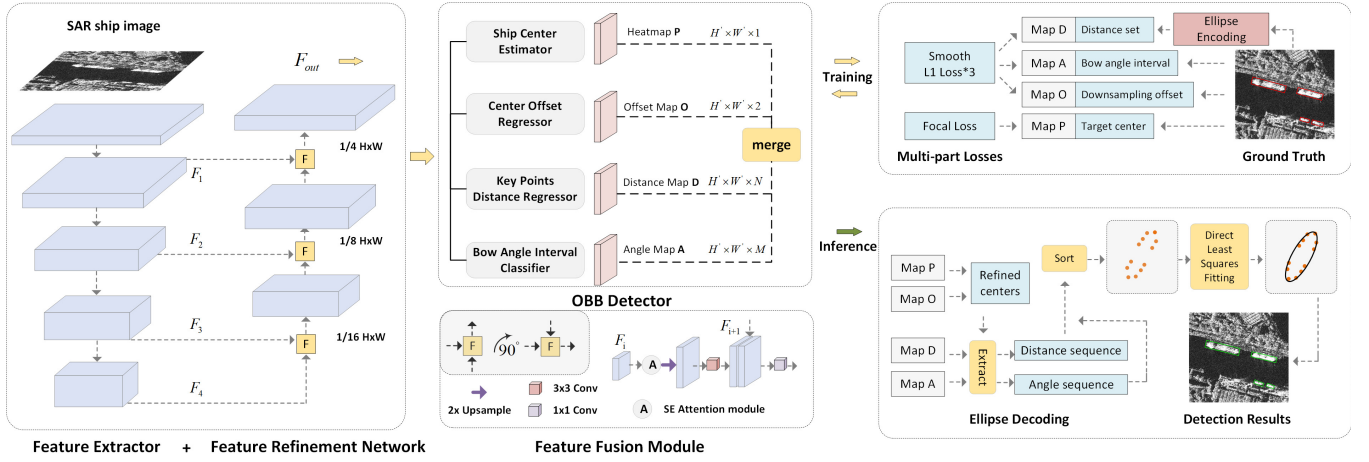 SAR ship image
F_out
F_1
F_2
F_3
F_4
F
1/4 HxW
F
1/8 HxW
F
1/16 HxW
Feature Extractor + Feature Refinement Network
Ship Center
Estimator
Heatmap P H'×W'×1
Center Offset
Regressor
Offset Map O H'×W'×2
merge
Key Points
Distance Regressor
Distance Map D H'×W'×N
Bow Angle Interval
Classifier
Angle Map A H'×W'×M
OBB Detector
F
90°
F
F_i
A
F_{i+1}
2x Upsample
3x3 Conv
1x1 Conv
A SE Attention module
Feature Fusion Module
Training
Inference
Smooth
L1 Loss*3
Focal Loss
Map D Distance set
Map A Bow angle interval
Map O Downsampling offset
Map P Target center
Ellipse
Encoding
Multi-part Losses
Ground Truth
Map P
Map O
Refined
centers
Map D
Map A
Extract
Distance sequence
Angle sequence
Sort
Direct
Least
Squares
Fitting
Ellipse Decoding
Detection Results